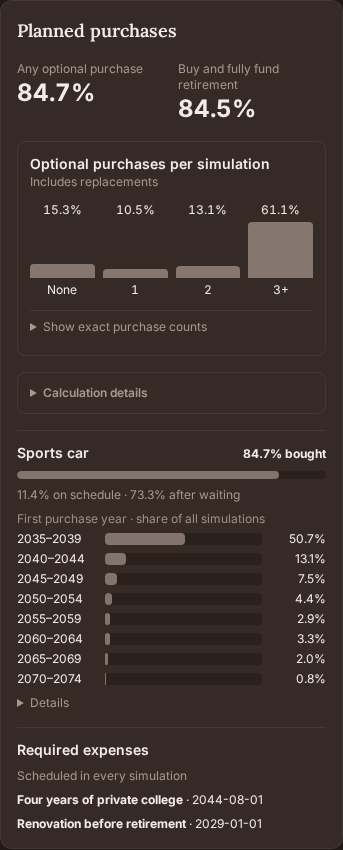 Planned purchases
Any optional purchase
84.7%
Buy and fully fund
retirement
84.5%
Optional purchases per simulation
Includes replacements
15.3% 10.5% 13.1% 61.1%
None 1 2 3+
Show exact purchase counts
Calculation details
Sports car 84.7% bought
11.4% on schedule · 73.3% after waiting
First purchase year · share of all simulations
2035–2039 50.7%
2040–2044 13.1%
2045–2049 7.5%
2050–2054 4.4%
2055–2059 2.9%
2060–2064 3.3%
2065–2069 2.0%
2070–2074 0.8%
Details
Required expenses
Scheduled in every simulation
Four years of private college · 2044-08-01
Renovation before retirement · 2029-01-01